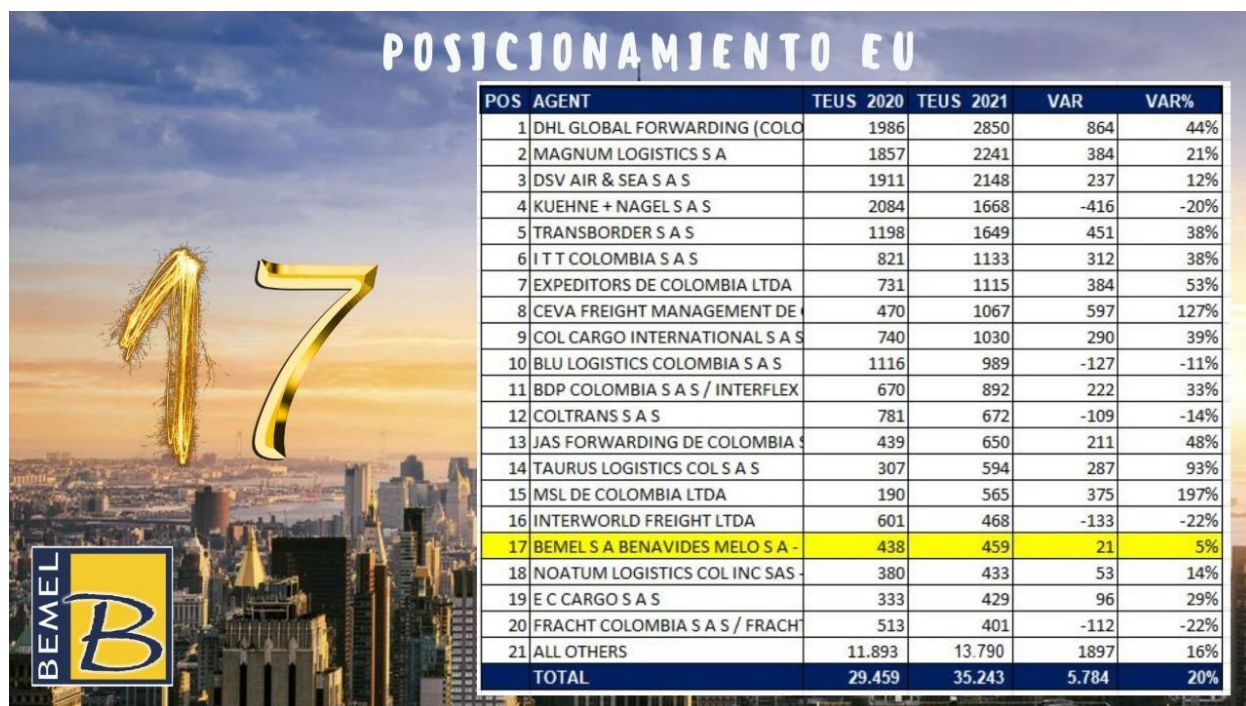 POSICIONAMIENTO EU
POS AGENT TEUS 2020 TEUS 2021 VAR VAR%
1 DHL GLOBAL FORWARDING (COLO 1986 2850 864 44%
2 MAGNUM LOGISTICS S A 1857 2241 384 21%
3 DSV AIR & SEA S A S 1911 2148 237 12%
4 KUEHNE + NAGEL S A S 2084 1668 -416 -20%
5 TRANSBORDER S A S 1198 1649 451 38%
6 I T T COLOMBIA S A S 821 1133 312 38%
7 EXPEDITORS DE COLOMBIA LTDA 731 1115 384 53%
8 CEVA FREIGHT MANAGEMENT DE 470 1067 597 127%
9 COL CARGO INTERNATIONAL S A S 740 1030 290 39%
10 BLU LOGISTICS COLOMBIA S A S 1116 989 -127 -11%
11 BDP COLOMBIA S A S / INTERFLEX 670 892 222 33%
12 COLTRANS S A S 781 672 -109 -14%
13 JAS FORWARDING DE COLOMBIA S 439 650 211 48%
14 TAURUS LOGISTICS COL S A S 307 594 287 93%
15 MSL DE COLOMBIA LTDA 190 565 375 197%
16 INTERWORLD FREIGHT LTDA 601 468 -133 -22%
17 BEMEL S A BENAVIDES MELO S A - 438 459 21 5%
18 NOATUM LOGISTICS COL INC SAS - 380 433 53 14%
19 E C CARGO S A S 333 429 96 29%
20 FRACHT COLOMBIA S A S / FRACHT 513 401 -112 -22%
21 ALL OTHERS 11.893 13.790 1897 16%
TOTAL 29.459 35.243 5.784 20%
17
BEMEL
B